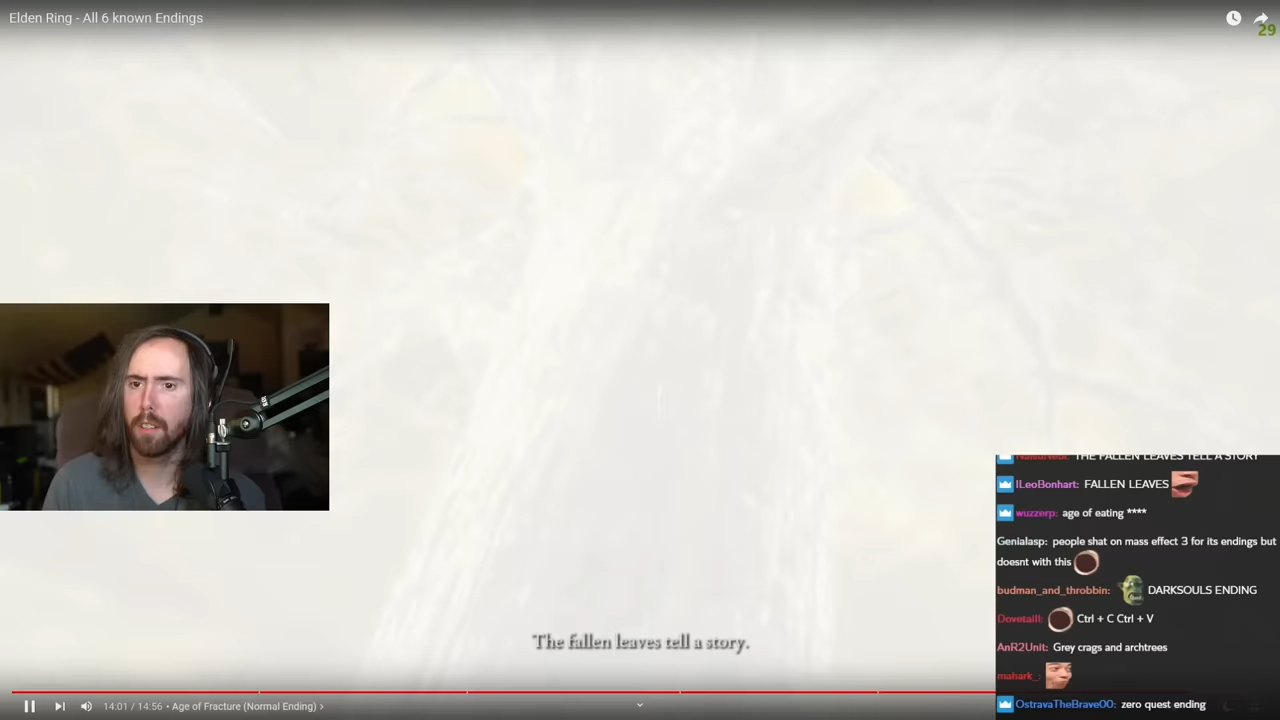 Elden Ring - All 6 known Endings
29
THE FALLEN LEAVES TELL A STORY
ILeoBonhart: FALLEN LEAVES
wuzzerp: age of eating ****
Genialasp: people shat on mass effect 3 for its endings but
doesnt with this
budman_and_throbbin: DARKSOULS ENDING
Dovetaill: Ctrl + C Ctrl + V
AnR2Unit: Grey crags and archtrees
mahark_:
OstravaTheBrave00: zero quest ending
The fallen leaves tell a story.
14:01 / 14:56 • Age of Fracture (Normal Ending) ›